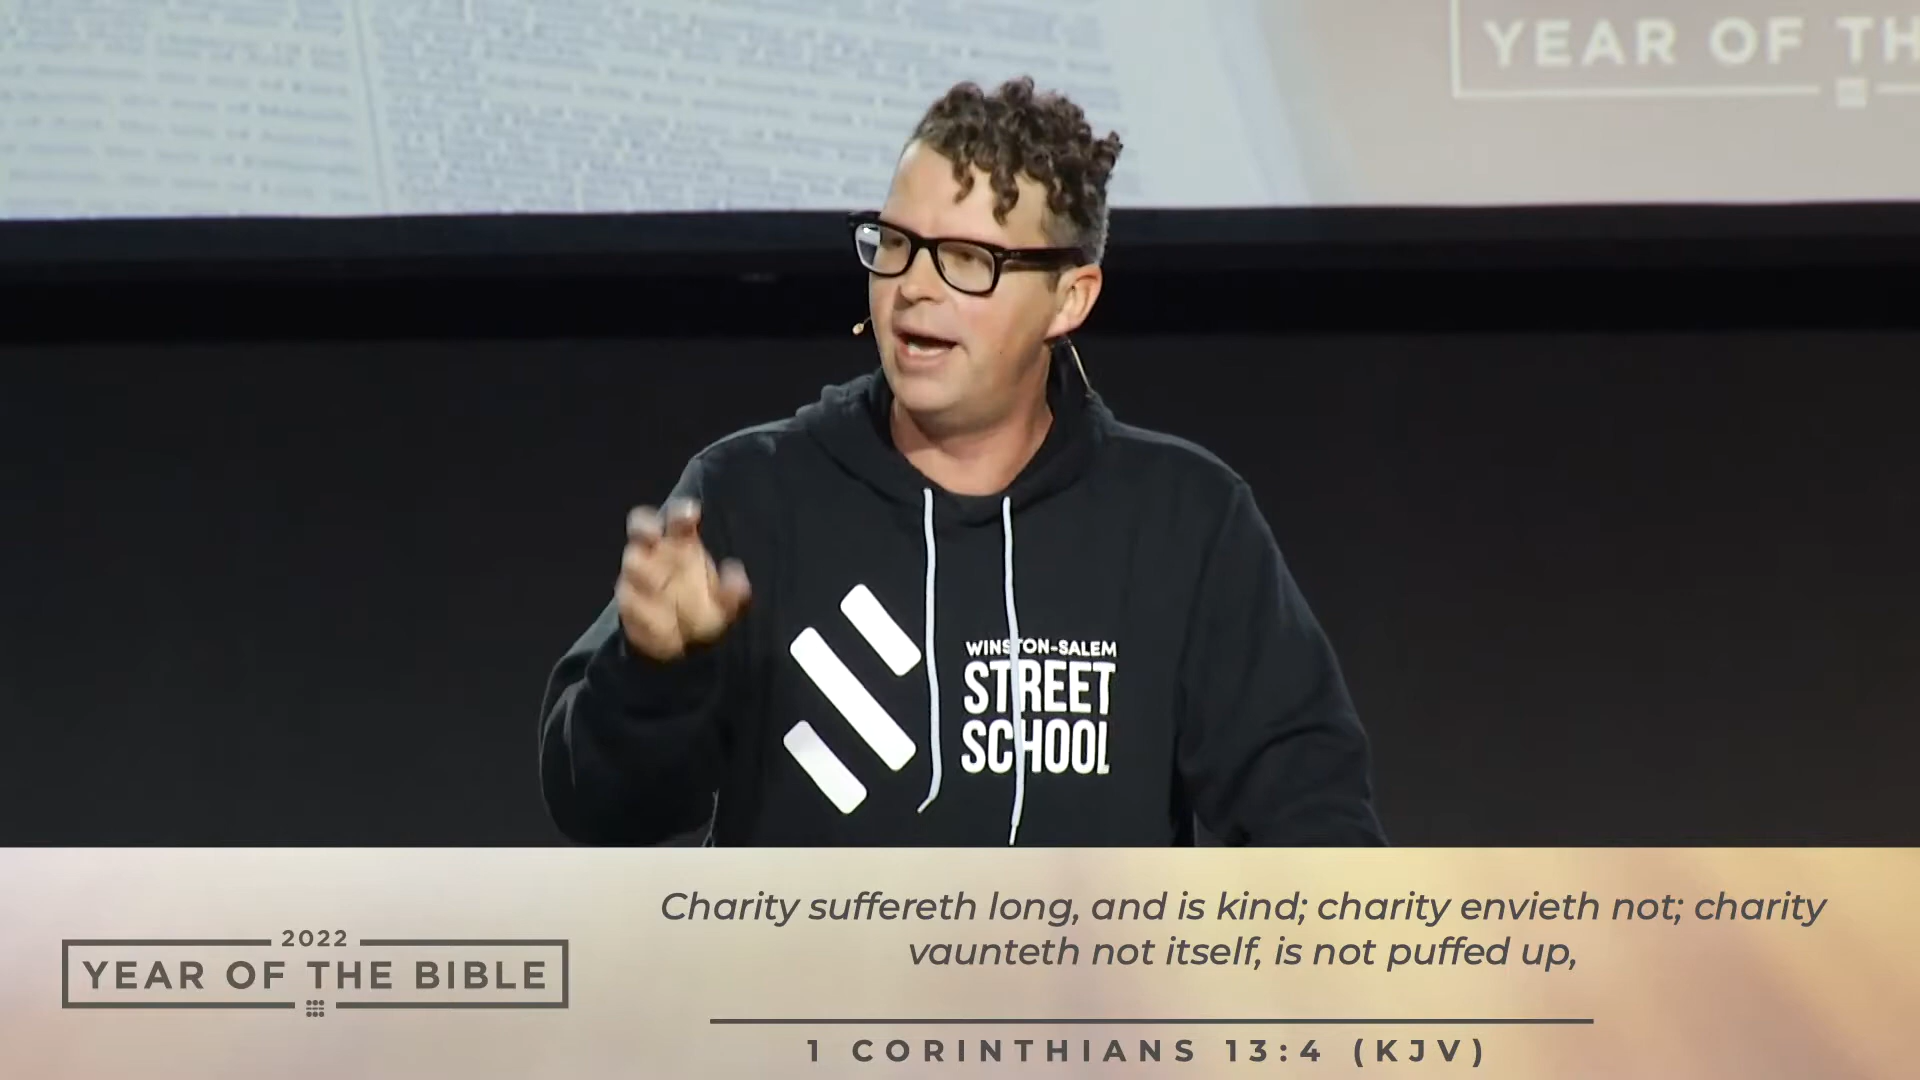 YEAR OF TH
WINSTON-SALEM
STREET
SCHOOL
2022
YEAR OF THE BIBLE
Charity suffereth long, and is kind; charity envieth not; charity
vaunteth not itself, is not puffed up,
1 CORINTHIANS 13:4 (KJV)